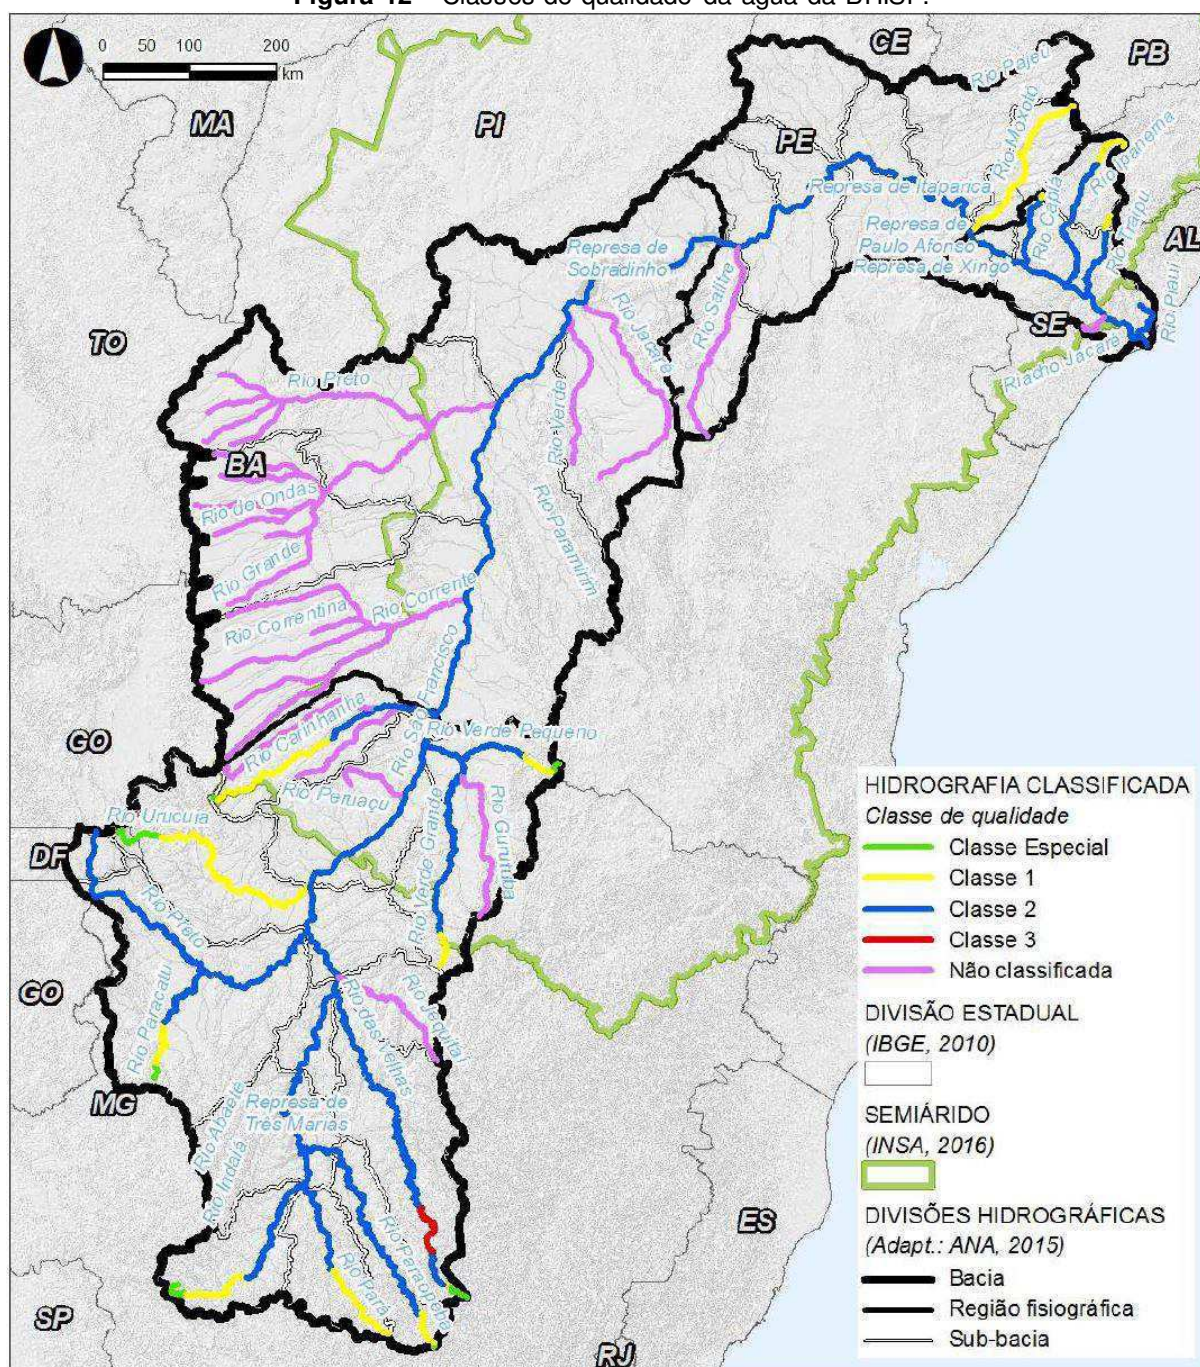 Figura 12 - Classes de qualidade da água da BHSF.
0 50 100 200
km
CE
PB
MA
PI
PE
Rio Pajeú
Rio Moxotó
Rio Ipanema
Represa de Itaparica
Rio Capiá
Rio Traipu
AL
Represa de
Paulo Afonso
Represa de Xingo
Represa de
Sobradinho
Rio Salitre
Rio Jacaré
SE
Rio Piauí
Riacho Jacaré
TO
Rio Preto
Rio Verde
BA
Rio de Ondas
Rio Paramirim
Rio Grande
Rio Corrente
Rio Correntina
Rio São Francisco
GO
Rio Carinhanha
Rio Verde Pequeno
Rio Peruaçu
Rio Urucuia
Rio Verde Grande
Rio Gurutuba
DF
Rio Preto
GO
Rio Paracatu
Rio Jequitaí
Rio das Velhas
MG
Rio Abaeté
Represa de
Três Marias
Rio Indaiá
Rio Pará
Rio Paraopeba
ES
SP
RJ
HIDROGRAFIA CLASSIFICADA
Classe de qualidade
Classe Especial
Classe 1
Classe 2
Classe 3
Não classificada
DIVISÃO ESTADUAL
(IBGE, 2010)
SEMIÁRIDO
(INSA, 2016)
DIVISÕES HIDROGRÁFICAS
(Adapt.: ANA, 2015)
Bacia
Região fisiográfica
Sub-bacia